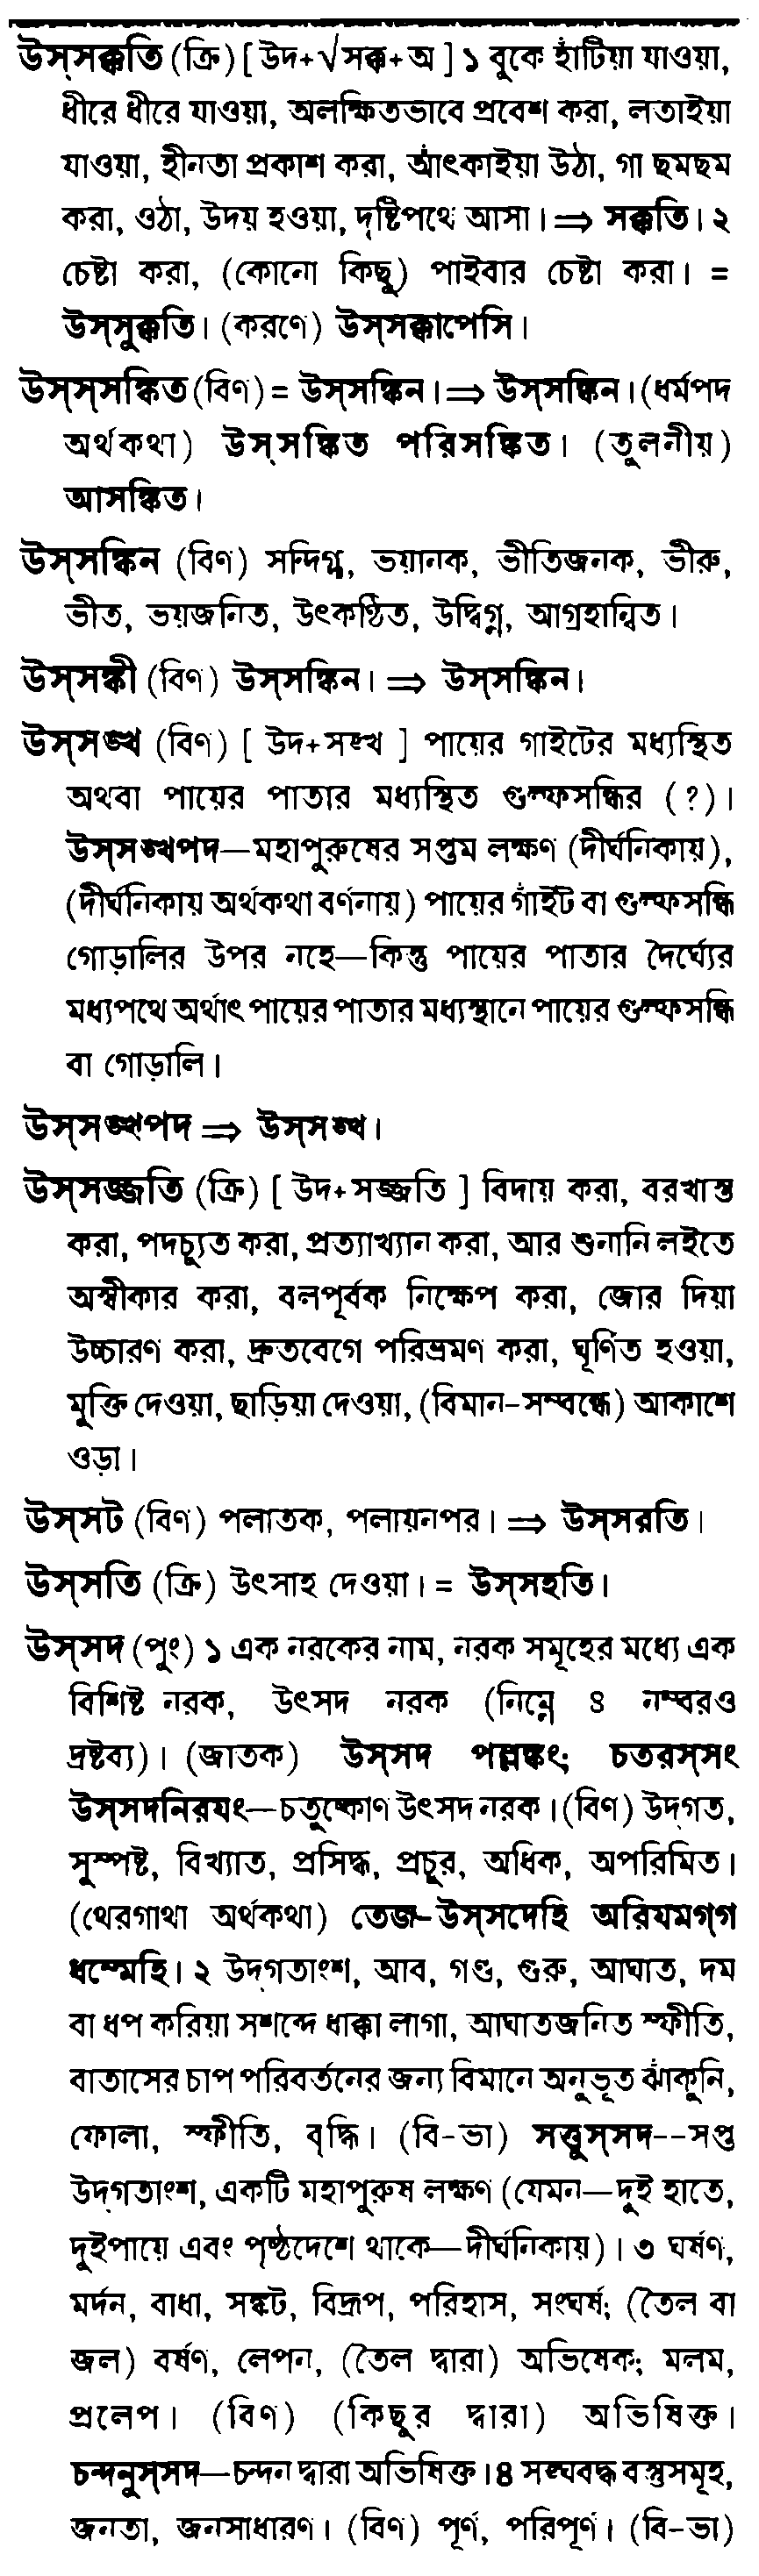 উস্সক্কতি (ক্রি) [ উদ+√সক্ক+অ ] ১ বুকে হাঁটিয়া যাওয়া,
ধীরে ধীরে যাওয়া, অলক্ষিতভাবে প্রবেশ করা, লতাইয়া
যাওয়া, হীনতা প্রকাশ করা, আঁৎকাইয়া উঠা, গা ছমছম
করা, ওঠা, উদয় হওয়া, দৃষ্টিপথে আসা। ⇒ সক্কতি। ২
চেষ্টা করা, (কোনো কিছু) পাইবার চেষ্টা করা। =
উস্সুক্কতি। (করণে) উস্সক্কাপেসি।
উস্স্সঙ্কিত (বিণ) = উস্সঙ্কিন। ⇒ উস্সঙ্কিন। (ধর্মপদ
অর্থকথা) উস্সঙ্কিত পরিসঙ্কিত। (তুলনীয়)
আসঙ্কিত।
উস্সঙ্কিন (বিণ) সন্দিগ্ধ, ভয়ানক, ভীতিজনক, ভীরু,
ভীত, ভয়জনিত, উৎকণ্ঠিত, উদ্বিগ্ন, আগ্রহান্বিত।
উস্সঙ্কী (বিণ) উস্সঙ্কিন। ⇒ উস্সঙ্কিন।
উস্সঙ্খ (বিণ) [ উদ+সঙ্খ ] পায়ের গাইটের মধ্যস্থিত
অথবা পায়ের পাতার মধ্যস্থিত গুল্ফসন্ধির (?)।
উস্সঙ্খপদ—মহাপুরুষের সপ্তম লক্ষণ (দীর্ঘনিকায়),
(দীর্ঘনিকায় অর্থকথা বর্ণনায়) পায়ের গাঁইট বা গুল্ফসন্ধি
গোড়ালির উপর নহে—কিন্তু পায়ের পাতার দৈর্ঘ্যের
মধ্যপথে অর্থাৎ পায়ের পাতার মধ্যস্থানে পায়ের গুল্ফসন্ধি
বা গোড়ালি।
উস্সঙ্খপদ ⇒ উস্সঙ্খ।
উস্সজ্জতি (ক্রি) [ উদ+সজ্জতি ] বিদায় করা, বরখাস্ত
করা, পদচ্যুত করা, প্রত্যাখ্যান করা, আর শুনানি লইতে
অস্বীকার করা, বলপূর্বক নিক্ষেপ করা, জোর দিয়া
উচ্চারণ করা, দ্রুতবেগে পরিভ্রমণ করা, ঘূর্ণিত হওয়া,
মুক্তি দেওয়া, ছাড়িয়া দেওয়া, (বিমান-সম্বন্ধে) আকাশে
ওড়া।
উস্সট (বিণ) পলাতক, পলায়নপর। ⇒ উস্সরতি।
উস্সতি (ক্রি) উৎসাহ দেওয়া। = উস্সহতি।
উস্সদ (পুং) ১ এক নরকের নাম, নরক সমূহের মধ্যে এক
বিশিষ্ট নরক, উৎসদ নরক (নিম্নে ৪ নম্বরও
দ্রষ্টব্য)। (জাতক) উস্সদ পল্লঙ্কং; চতরস্সং
উস্সদনিরযং—চতুষ্কোণ উৎসদ নরক। (বিণ) উদ্গত,
সুস্পষ্ট, বিখ্যাত, প্রসিদ্ধ, প্রচুর, অধিক, অপরিমিত।
(থেরগাথা অর্থকথা) তেজ-উস্সদেহি অরিযমগ্গ
ধম্মেহি। ২ উদ্গতাংশ, আব, গণ্ড, গুরু, আঘাত, দম
বা ধপ করিয়া সশব্দে ধাক্কা লাগা, আঘাতজনিত স্ফীতি,
বাতাসের চাপ পরিবর্তনের জন্য বিমানে অনুভূত ঝাঁকুনি,
ফোলা, স্ফীতি, বৃদ্ধি। (বি-ভা) সত্তুস্সদ--সপ্ত
উদ্গতাংশ, একটি মহাপুরুষ লক্ষণ (যেমন—দুই হাতে,
দুইপায়ে এবং পৃষ্ঠদেশে থাকে—দীর্ঘনিকায়)। ৩ ঘর্ষণ,
মর্দন, বাধা, সঙ্কট, বিদ্রূপ, পরিহাস, সংঘর্ষ; (তৈল বা
জল) বর্ষণ, লেপন, (তৈল দ্বারা) অভিষেক; মলম,
প্রলেপ। (বিণ) (কিছুর দ্বারা) অভিষিক্ত।
চন্দনুস্সদ—চন্দন দ্বারা অভিষিক্ত। ৪ সঙ্ঘবদ্ধ বস্তুসমূহ,
জনতা, জনসাধারণ। (বিণ) পূর্ণ, পরিপূর্ণ। (বি-ভা)